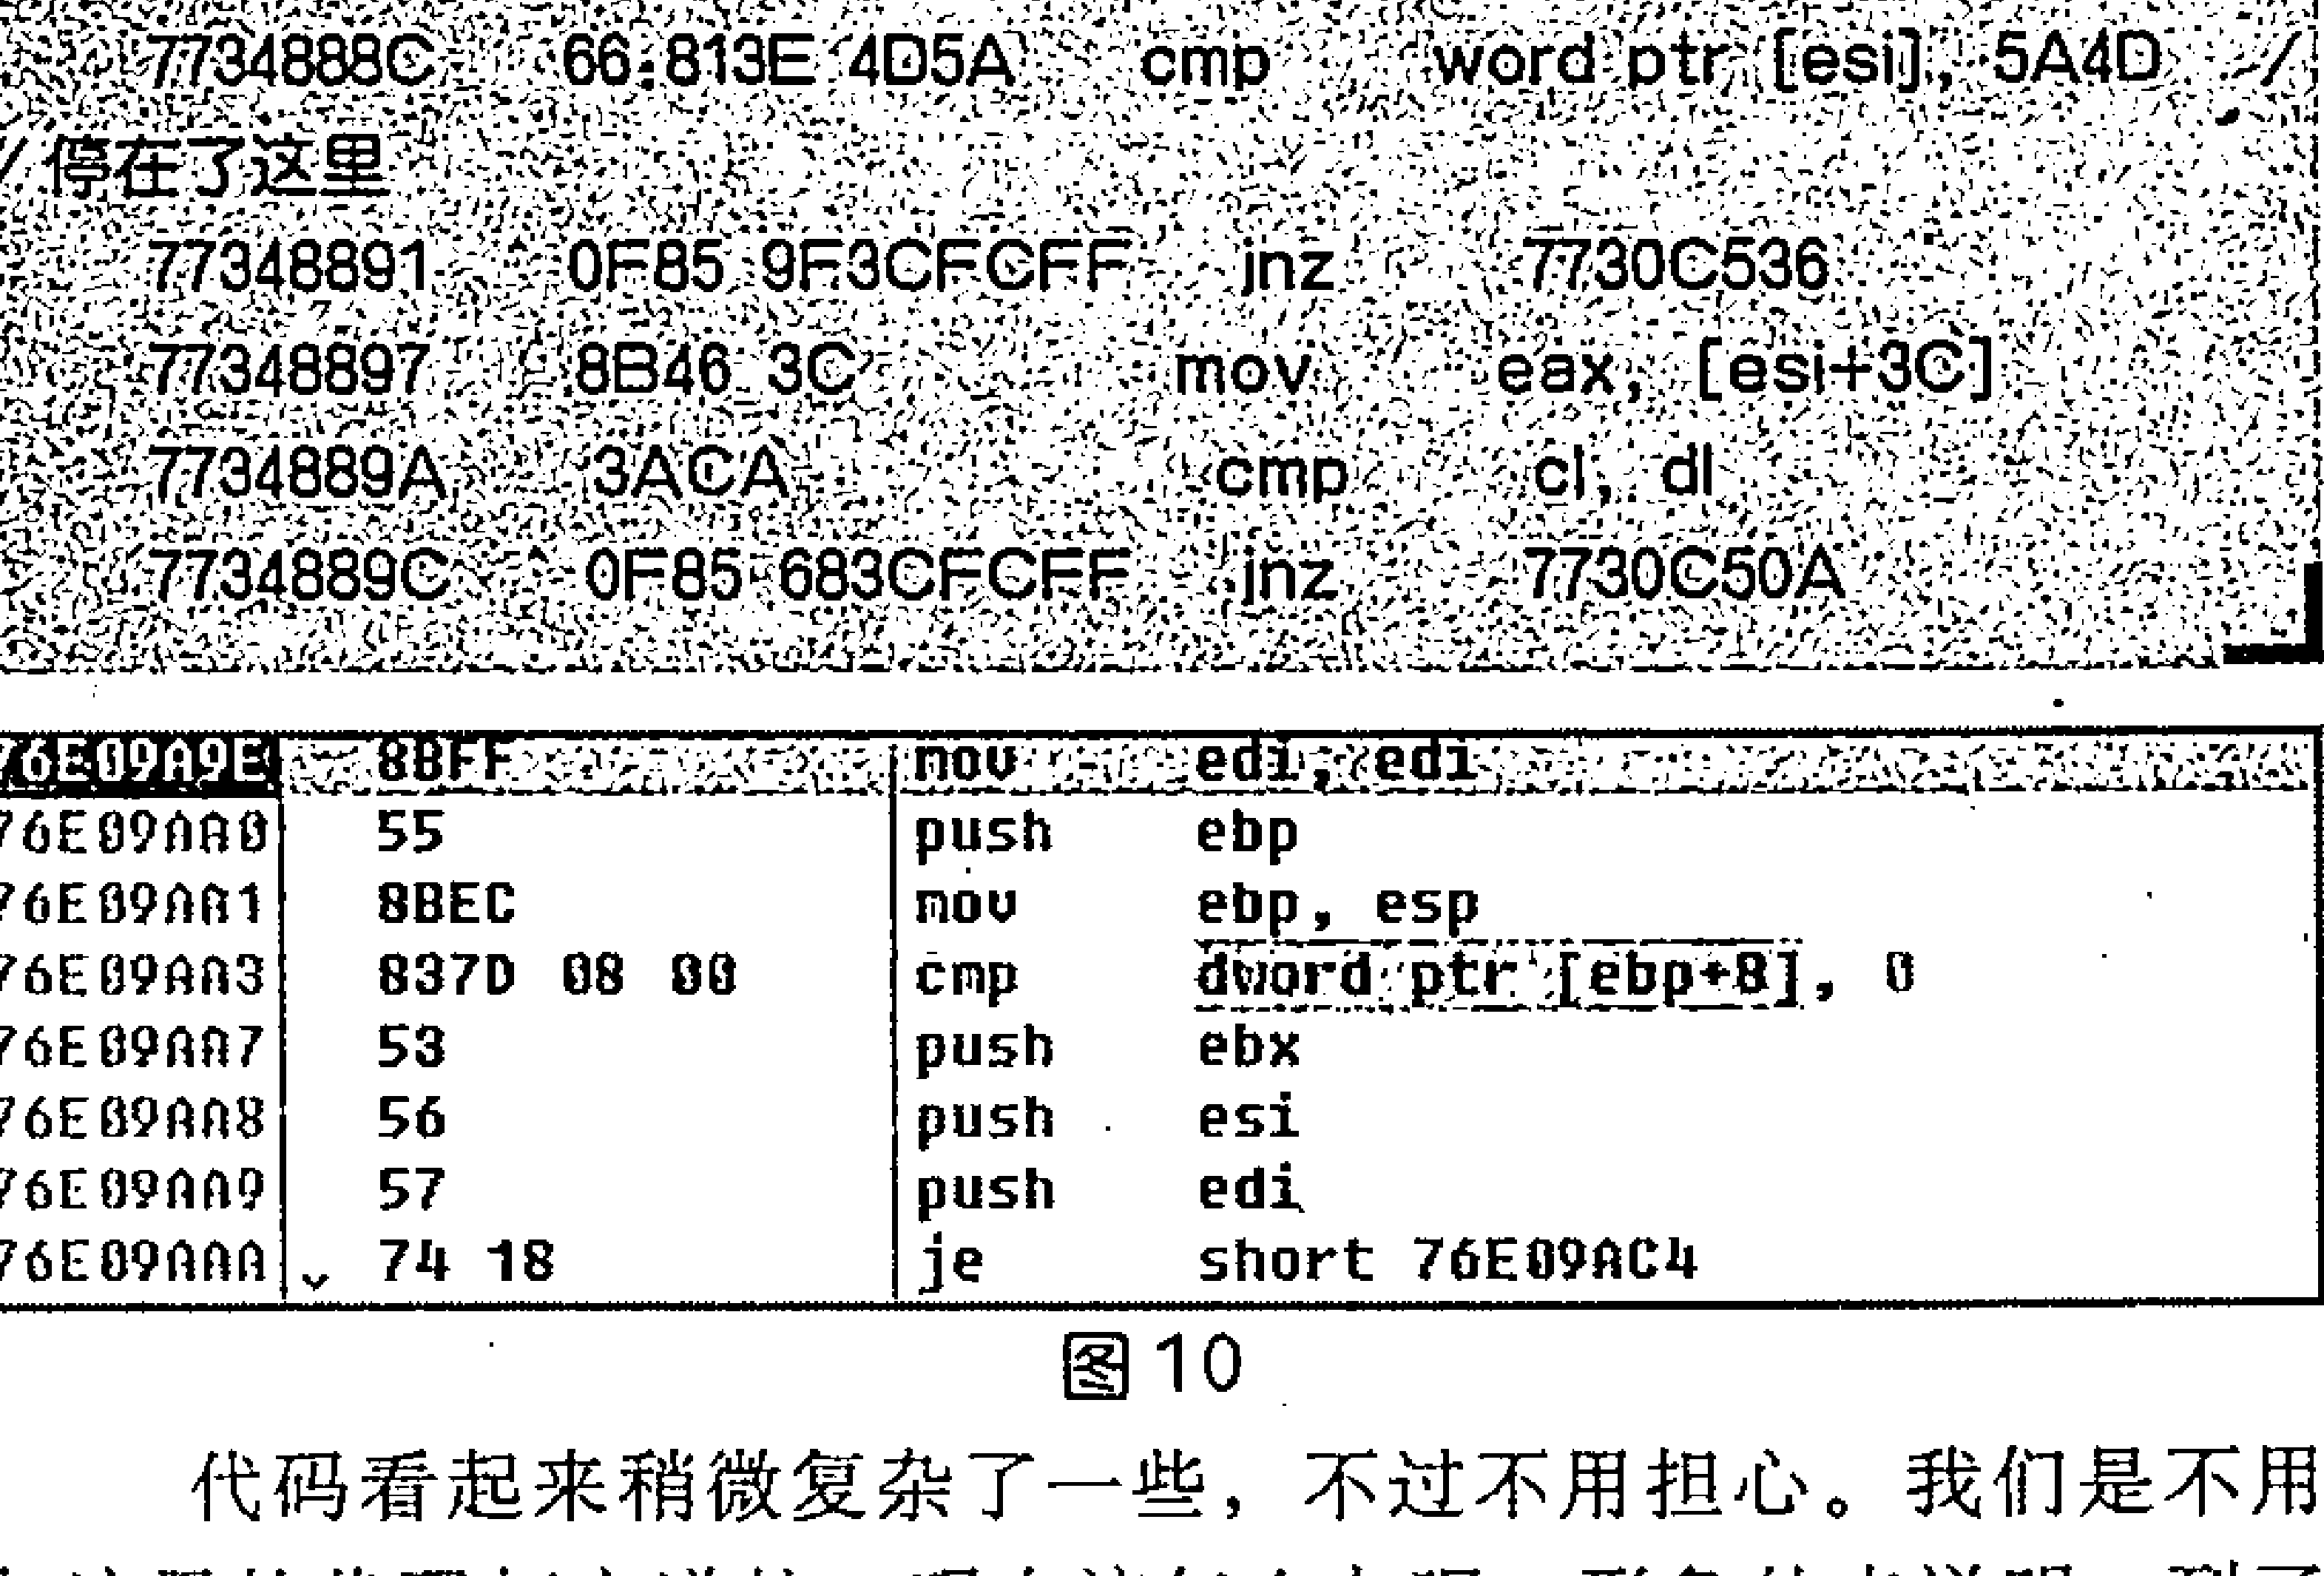 7734888C 66:813E 4D5A cmp word ptr [esi], 5A4D /
/ 停在了这里
77348891 0F85 9F3CFCFF jnz 7730C536
77348897 8B46 3C mov eax, [esi+3C]
7734889A 3ACA cmp cl, dl
7734889C ^ 0F85 683CFCFF jnz 7730C50A
76E09A9E 8BFF mov edi, edi
76E09AA0 55 push ebp
76E09AA1 8BEC mov ebp, esp
76E09AA3 837D 08 00 cmp dword ptr [ebp+8], 0
76E09AA7 53 push ebx
76E09AA8 56 push esi
76E09AA9 57 push edi
76E09AAA 74 18 je short 76E09AC4
图10
代码看起来稍微复杂了一些，不过不用担心。我们是不用